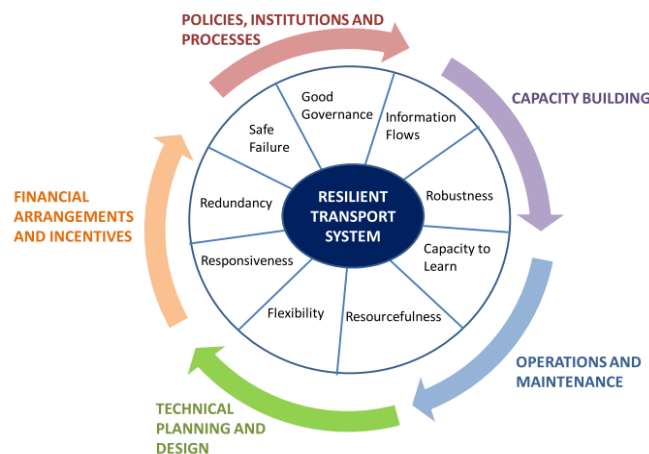 POLICIES, INSTITUTIONS AND
PROCESSES
CAPACITY BUILDING
OPERATIONS AND
MAINTENANCE
TECHNICAL
PLANNING AND
DESIGN
FINANCIAL
ARRANGEMENTS
AND INCENTIVES
Good
Governance
Information
Flows
Robustness
Capacity to
Learn
Resourcefulness
Flexibility
Responsiveness
Redundancy
Safe
Failure
RESILIENT
TRANSPORT
SYSTEM